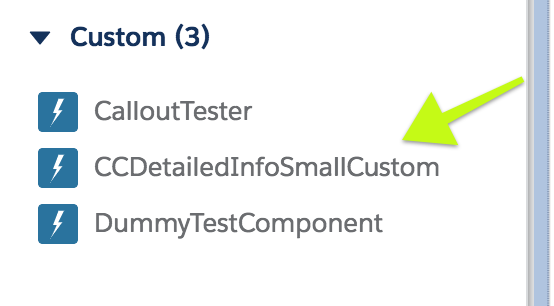 Custom (3)
CalloutTester
CCDetailedInfoSmallCustom
DummyTestComponent